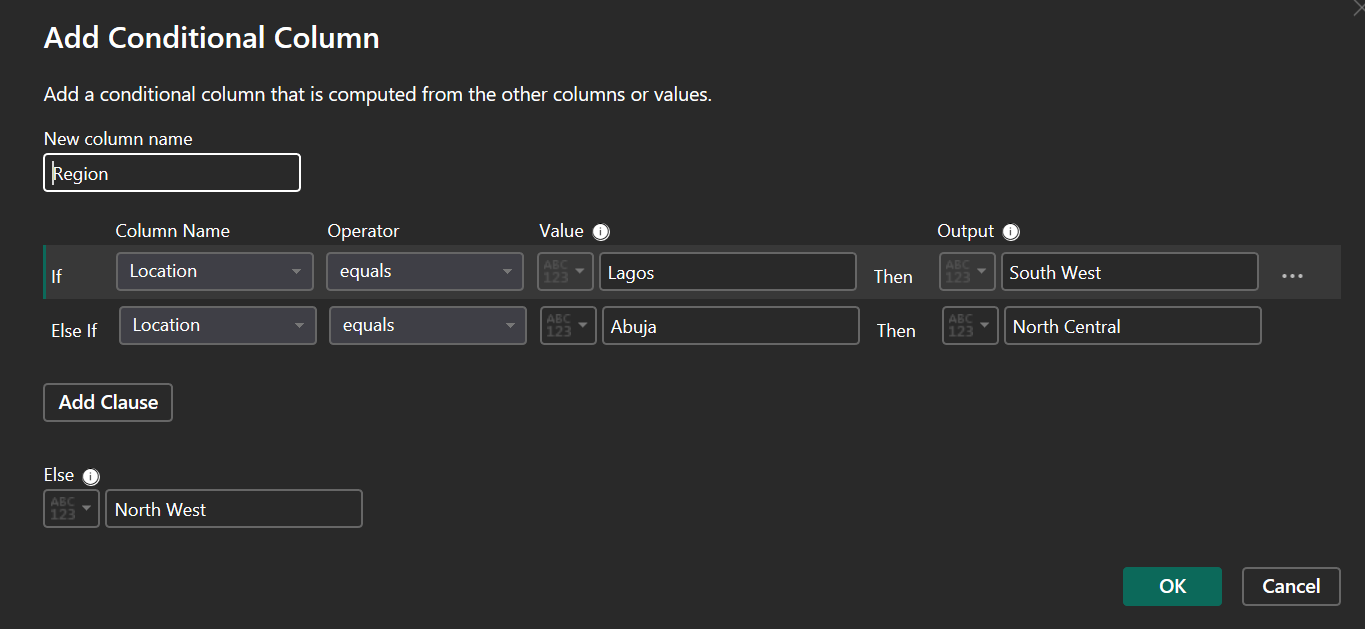 Add Conditional Column
Add a conditional column that is computed from the other columns or values.
New column name
Region
Column Name Operator Value Output
If Location equals ABC 123 Lagos Then ABC 123 South West ...
Else If Location equals ABC 123 Abuja Then ABC 123 North Central
Add Clause
Else
ABC 123 North West
OK Cancel